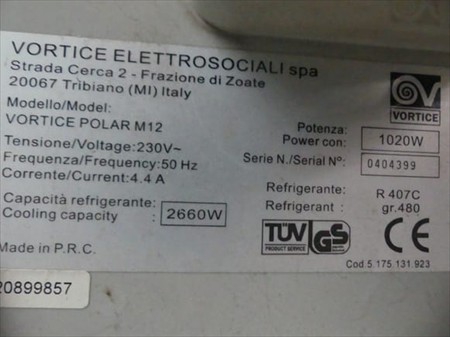 VORTICE ELETTROSOCIALI spa
Strada Cerca 2 - Frazione di Zoate
20067 Tribiano (MI) Italy
VORTICE
Modello/Model:
VORTICE POLAR M12
Tensione/Voltage:230V~
Frequenza/Frequency:50 Hz
Corrente/Current:4.4 A
Potenza:
Power con: 1020W
Serie N./Serial Nº: 0404399
Capacità refrigerante:
Cooling capacity : 2660W
Refrigerante: R 407C
Refrigerant : gr.480
TÜV
PRODUCT SERVICE
GS
CE
Made in P.R.C.
Cod.5.175.131.923
20899857